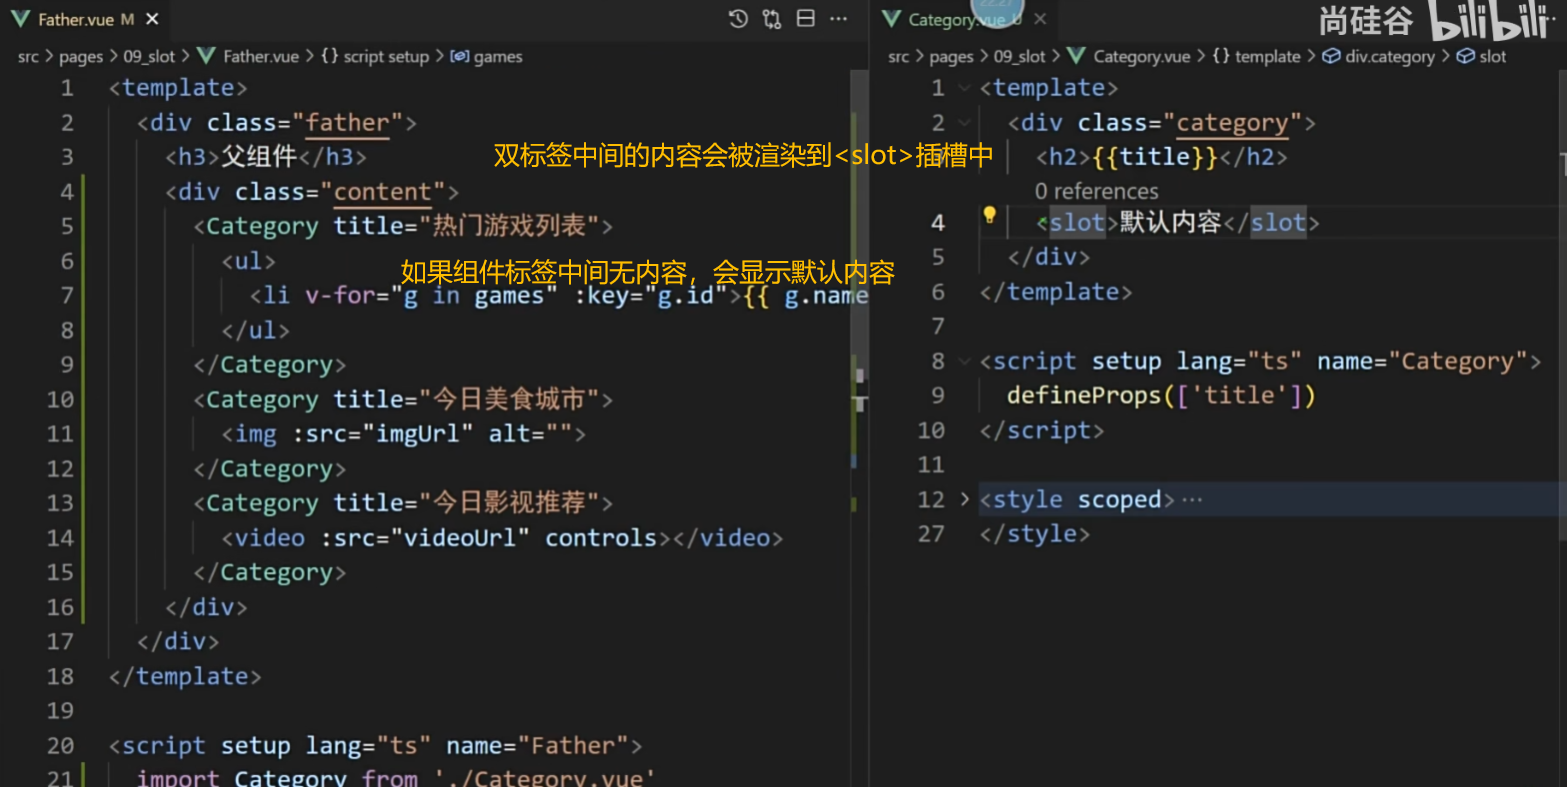 Father.vue M
src > pages > 09_slot > Father.vue > {} script setup > games
1 <template>
2 <div class="father">
3 <h3>父组件</h3>
4 <div class="content">
5 <Category title="热门游戏列表">
6 <ul>
7 <li v-for="g in games" :key="g.id">{{ g.name
8 </ul>
9 </Category>
10 <Category title="今日美食城市">
11 <img :src="imgUrl" alt="">
12 </Category>
13 <Category title="今日影视推荐">
14 <video :src="videoUrl" controls></video>
15 </Category>
16 </div>
17 </div>
18 </template>
19
20 <script setup lang="ts" name="Father">
21 import Category from './Category.vue'
双标签中间的内容会被渲染到<slot>插槽中
如果组件标签中间无内容，会显示默认内容
Category.vue U
尚硅谷 bilibili
src > pages > 09_slot > Category.vue > {} template > div.category > slot
1 <template>
2 <div class="category">
<h2>{{title}}</h2>
0 references
4 <slot>默认内容</slot>
5 </div>
6 </template>
7
8 <script setup lang="ts" name="Category">
9 defineProps(['title'])
10 </script>
11
12 <style scoped> ···
27 </style>